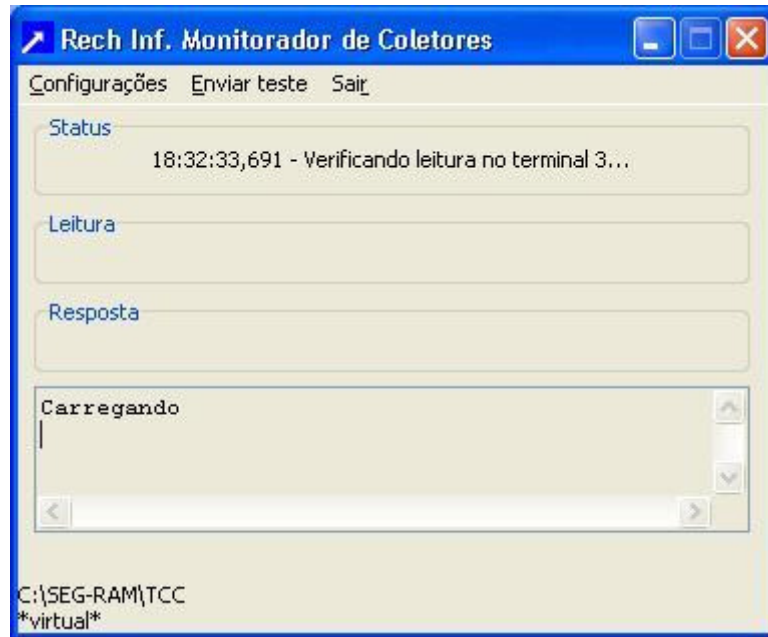 Rech Inf. Monitorador de Coletores
Configurações Enviar teste Sair
Status
18:32:33,691 - Verificando leitura no terminal 3...
Leitura
Resposta
Carregando
C:\SEG-RAM\TCC
*virtual*